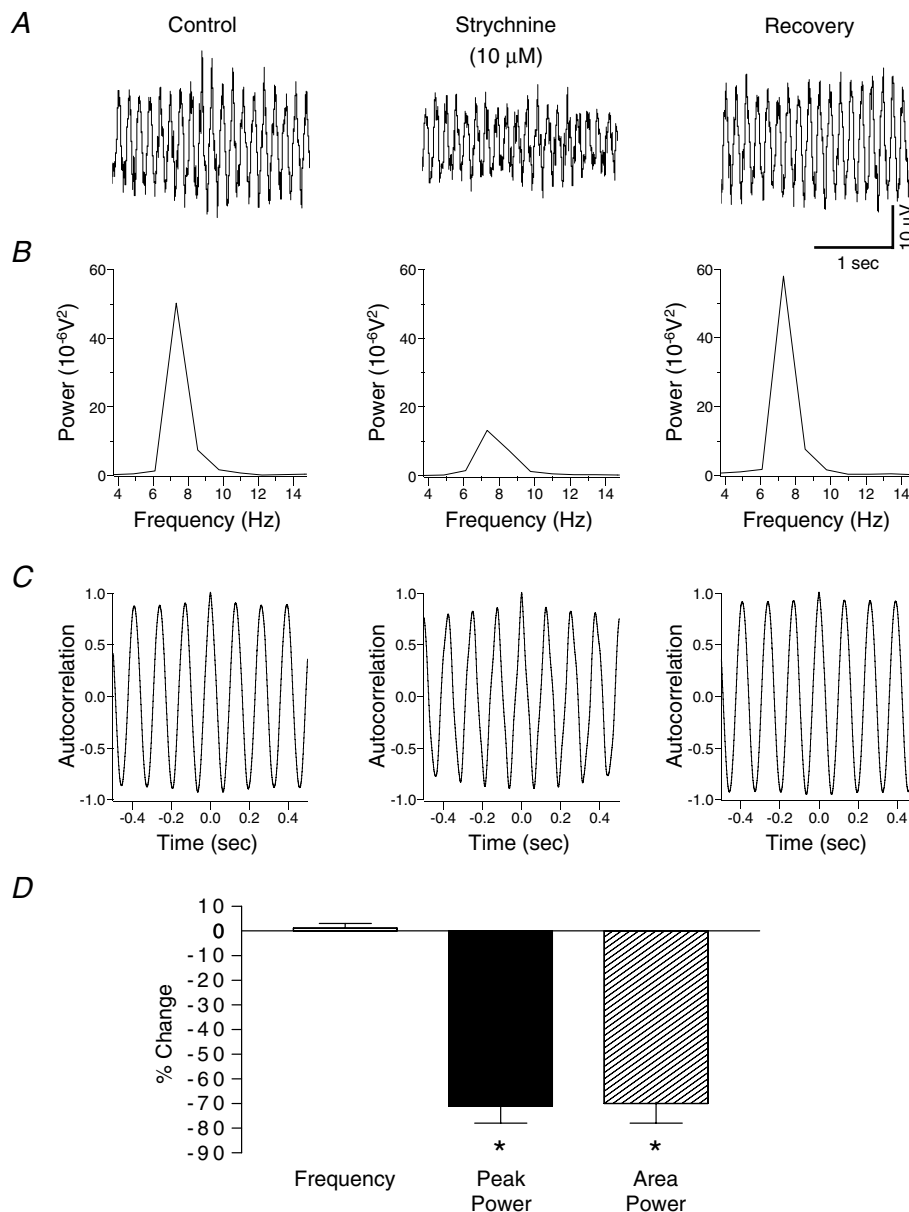 A
Control
Strychnine
(10 μM)
Recovery
10 μV
1 sec
B
Power (10⁻⁶V²)
60
40
20
0
4 6 8 10 12 14
Frequency (Hz)
Power (10⁻⁶V²)
60
40
20
0
4 6 8 10 12 14
Frequency (Hz)
Power (10⁻⁶V²)
60
40
20
0
4 6 8 10 12 14
Frequency (Hz)
C
Autocorrelation
1.0
0.5
0.0
-0.5
-1.0
-0.4 -0.2 0.0 0.2 0.4
Time (sec)
Autocorrelation
1.0
0.5
0.0
-0.5
-1.0
-0.4 -0.2 0.0 0.2 0.4
Time (sec)
Autocorrelation
1.0
0.5
0.0
-0.5
-1.0
-0.4 -0.2 0.0 0.2 0.4
Time (sec)
D
% Change
10
0
-10
-20
-30
-40
-50
-60
-70
-80
-90
* *
Frequency
Peak
Power
Area
Power